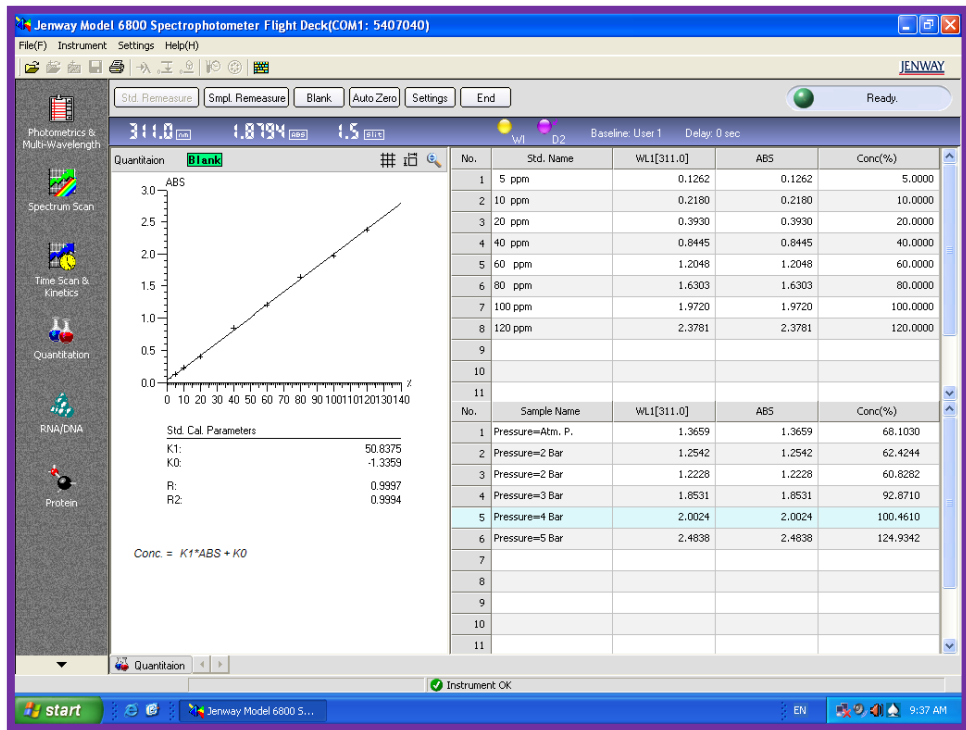 Jenway Model 6800 Spectrophotometer Flight Deck(COM1: 5407040)
File(F) Instrument Settings Help(H)
JENWAY
Std. Remeasure Smpl. Remeasure Blank Auto Zero Settings End Ready.
311.0 nm 1.8794 ABS 1.5 slit WI D2 Baseline: User 1 Delay: 0 sec
Photometrics &
Multi-Wavelength
Spectrum Scan
Time Scan &
Kinetics
Quantitation
RNA/DNA
Protein
Quantitaion Blank
ABS
3.0
2.5
2.0
1.5
1.0
0.5
0.0
%
0 10 20 30 40 50 60 70 80 90 100110120130140
Std. Cal. Parameters
K1: 50.8375
K0: -1.3359
R: 0.9997
R2: 0.9994
Conc. = K1*ABS + K0
No. Std. Name WL1[311.0] ABS Conc(%)
1 5 ppm 0.1262 0.1262 5.0000
2 10 ppm 0.2180 0.2180 10.0000
3 20 ppm 0.3930 0.3930 20.0000
4 40 ppm 0.8445 0.8445 40.0000
5 60 ppm 1.2048 1.2048 60.0000
6 80 ppm 1.6303 1.6303 80.0000
7 100 ppm 1.9720 1.9720 100.0000
8 120 ppm 2.3781 2.3781 120.0000
9
10
11
No. Sample Name WL1[311.0] ABS Conc(%)
1 Pressure=Atm. P. 1.3659 1.3659 68.1030
2 Pressure=2 Bar 1.2542 1.2542 62.4244
3 Pressure=2 Bar 1.2228 1.2228 60.8282
4 Pressure=3 Bar 1.8531 1.8531 92.8710
5 Pressure=4 Bar 2.0024 2.0024 100.4610
6 Pressure=5 Bar 2.4838 2.4838 124.9342
7
8
9
10
11
Quantitaion
Instrument OK
start Jenway Model 6800 S... EN 9:37 AM